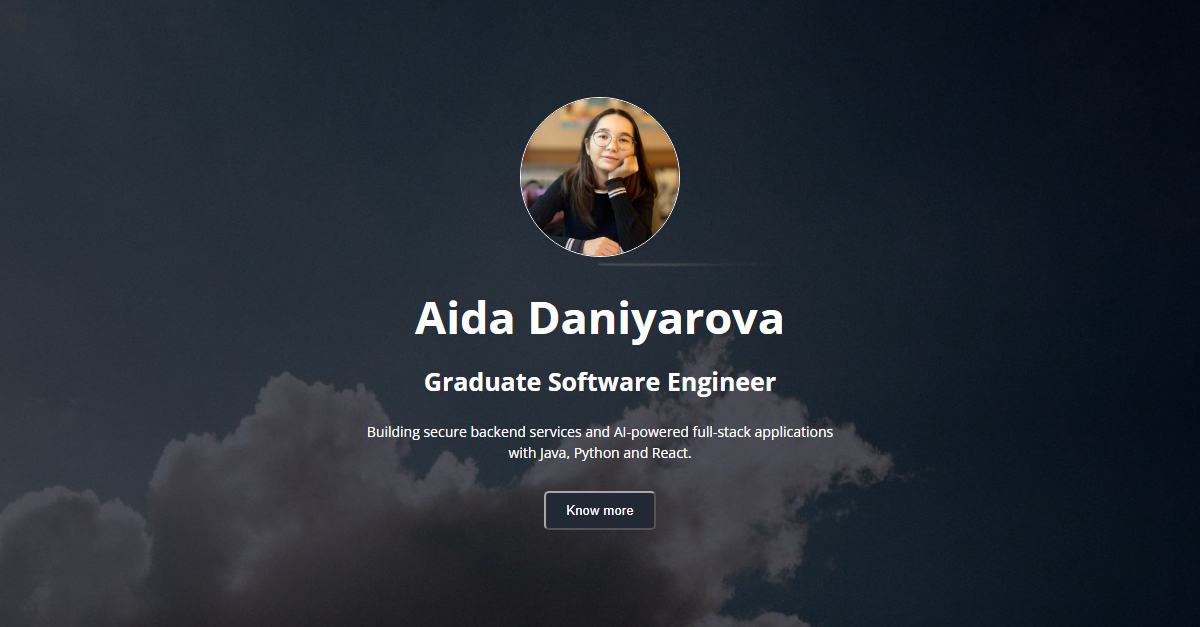 Aida Daniyarova
Graduate Software Engineer
Building secure backend services and AI-powered full-stack applications
with Java, Python and React.
Know more